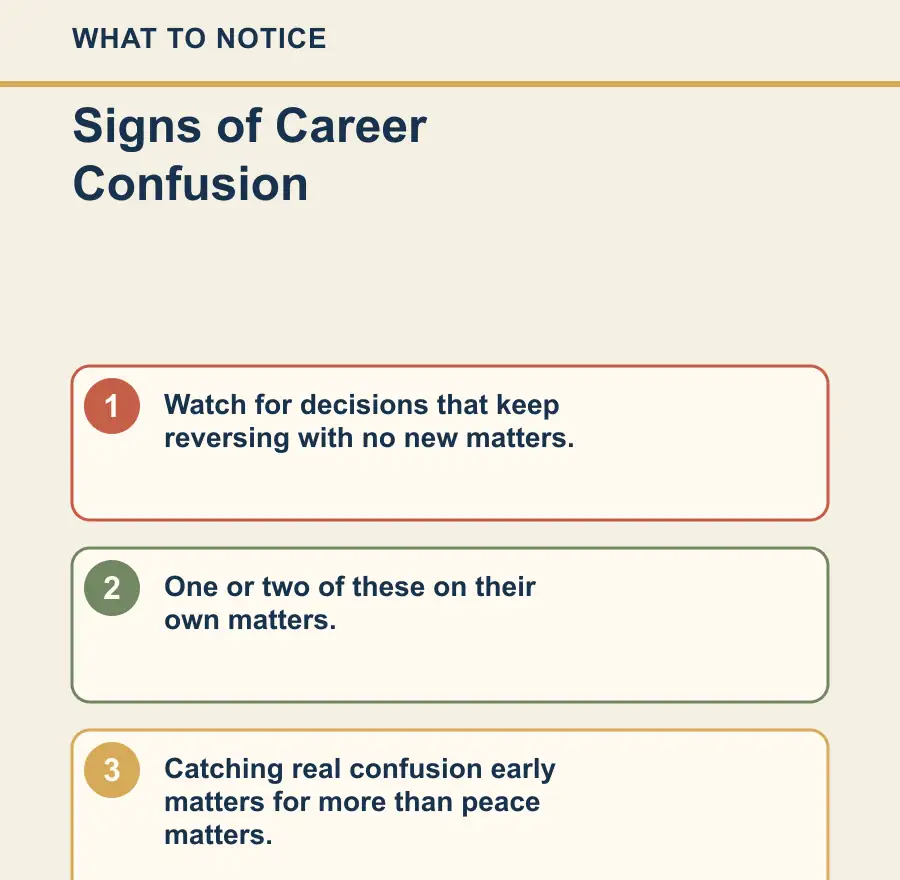 WHAT TO NOTICE
Signs of Career
Confusion
1
Watch for decisions that keep
reversing with no new matters.
2
One or two of these on their
own matters.
3
Catching real confusion early
matters for more than peace
matters.